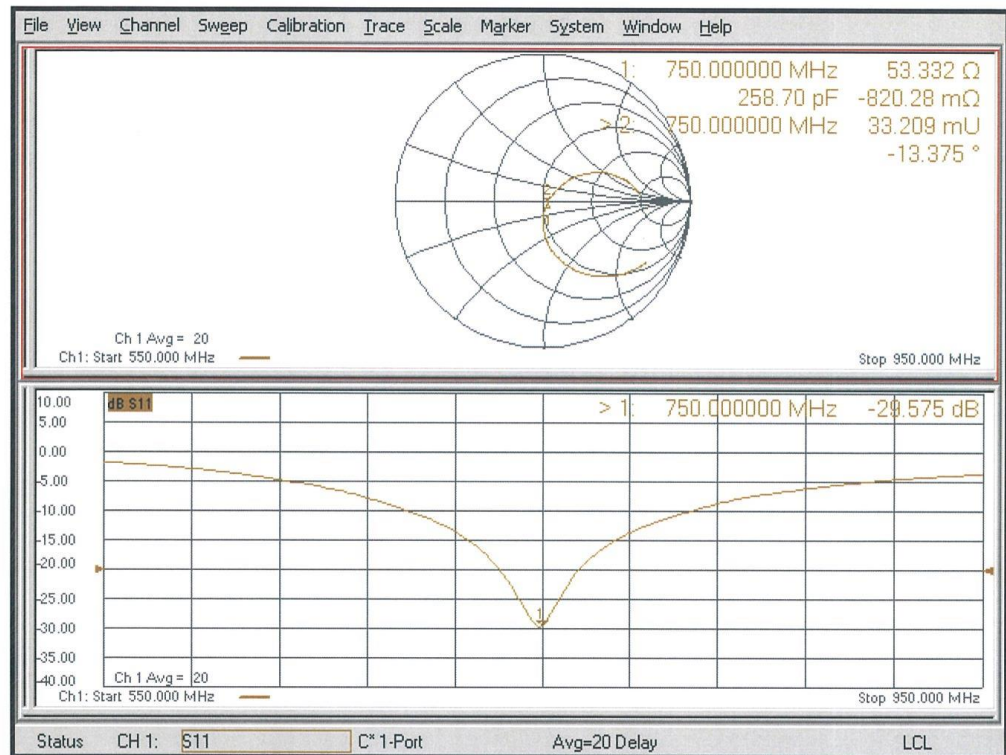 File View Channel Sweep Calibration Trace Scale Marker System Window Help
1: 750.000000 MHz 53.332 Ω
258.70 pF -820.28 mΩ
> 2: 750.000000 MHz 33.209 mU
-13.375 °
Ch 1 Avg = 20
Ch1: Start 550.000 MHz
Stop 950.000 MHz
dB S11
> 1: 750.000000 MHz -29.575 dB
10.00
5.00
0.00
-5.00
-10.00
-15.00
-20.00
-25.00
-30.00
-35.00
-40.00
1
Ch 1 Avg = 20
Ch1: Start 550.000 MHz
Stop 950.000 MHz
Status CH 1: S11 C* 1-Port Avg=20 Delay LCL